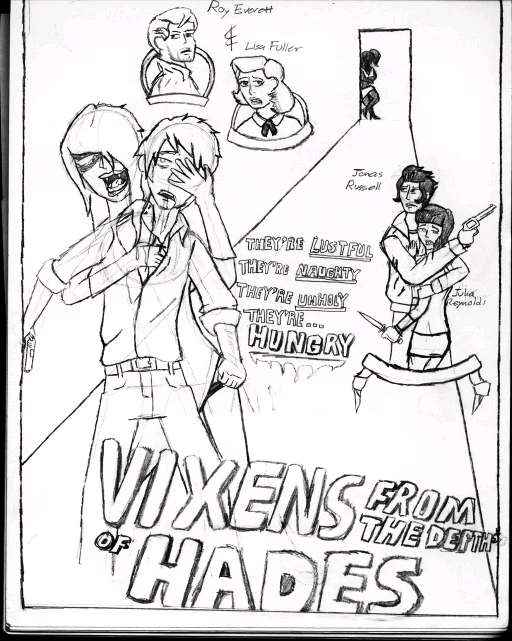 Roy Everett
&
Lisa Fuller
Jonas
Russell
THEY'RE LUSTFUL
THEY'RE NAUGHTY
THEY'RE UNHOLY
THEY'RE...
HUNGRY
Julia
Reynolds
VIXENS FROM
THE DEPTHS
OF HADES